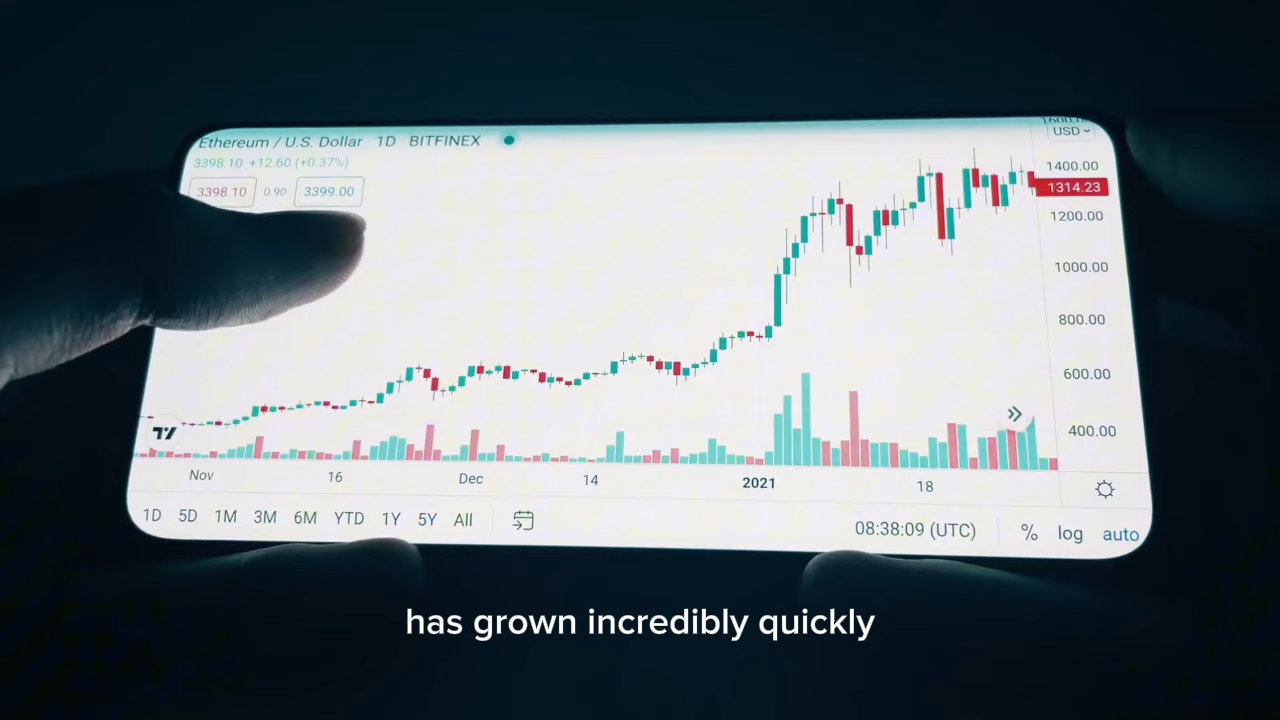 Ethereum / U.S. Dollar 1D BITFINEX
3398.10 +12.60 (+0.37%)
3398.10 0.90 3399.00
USD
1400.00
1314.23
1200.00
1000.00
800.00
600.00
400.00
Nov 16 Dec 14 2021 18
1D 5D 1M 3M 6M YTD 1Y 5Y All
08:38:09 (UTC) % log auto
has grown incredibly quickly